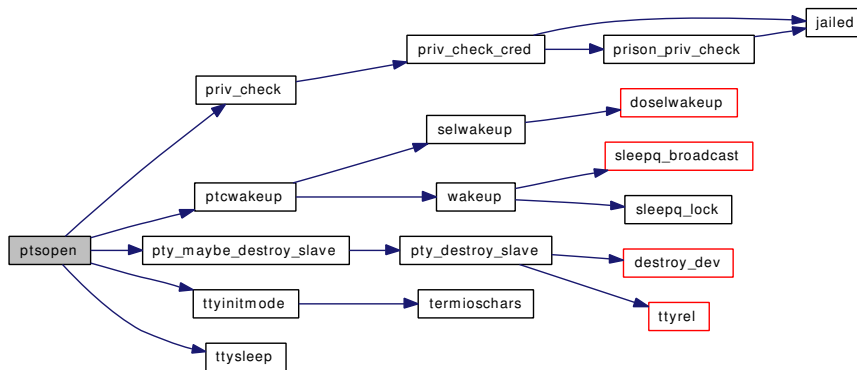 jailed
priv_check_cred
prison_priv_check
priv_check
doselwakeup
selwakeup
sleepq_broadcast
ptcwakeup
wakeup
sleepq_lock
ptsopen
pty_maybe_destroy_slave
pty_destroy_slave
destroy_dev
ttyinitmode
termioschars
ttyrel
ttysleep